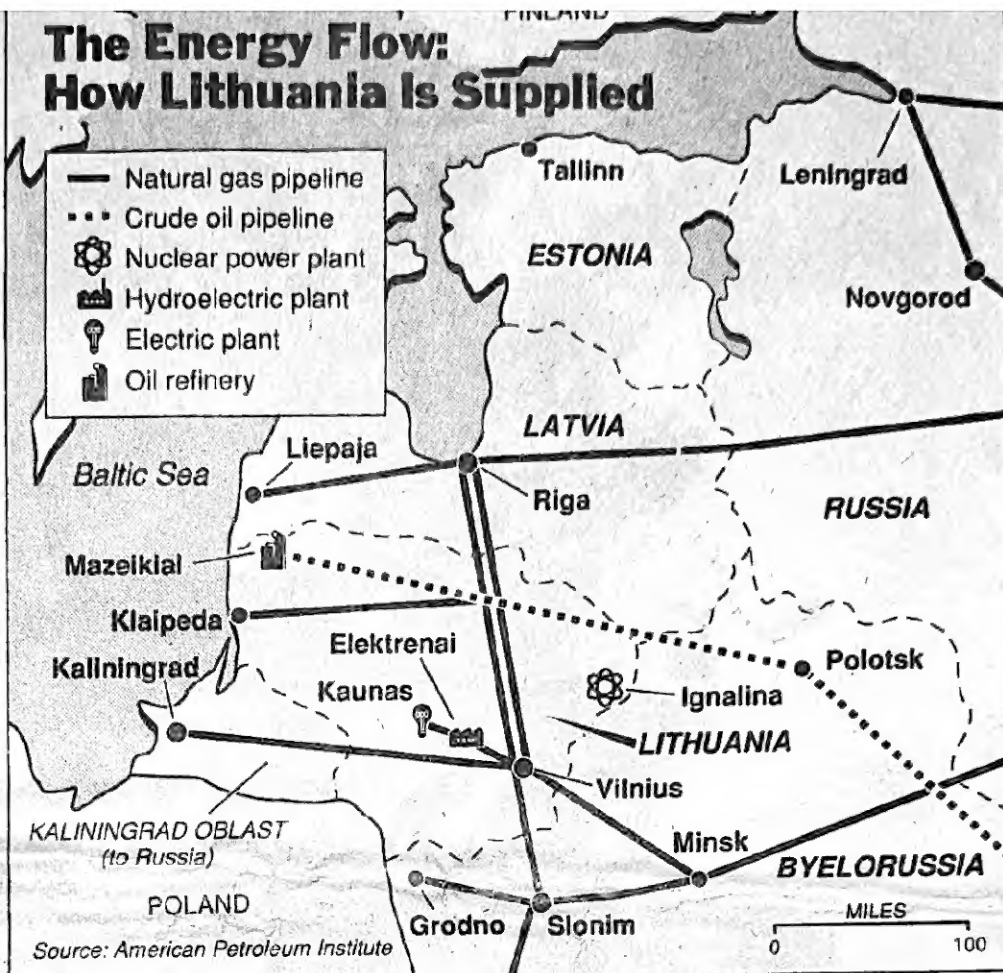 FINLAND
The Energy Flow:
How Lithuania Is Supplied
Natural gas pipeline
Crude oil pipeline
Nuclear power plant
Hydroelectric plant
Electric plant
Oil refinery
Tallinn
Leningrad
ESTONIA
Novgorod
LATVIA
Liepaja
Baltic Sea
Riga
RUSSIA
Mazeikial
Klaipeda
Elektrenai
Polotsk
Kaliningrad
Kaunas
Ignalina
LITHUANIA
Vilnius
KALININGRAD OBLAST
(to Russia)
Minsk
BYELORUSSIA
POLAND
Grodno
Slonim
MILES
0 100
Source: American Petroleum Institute